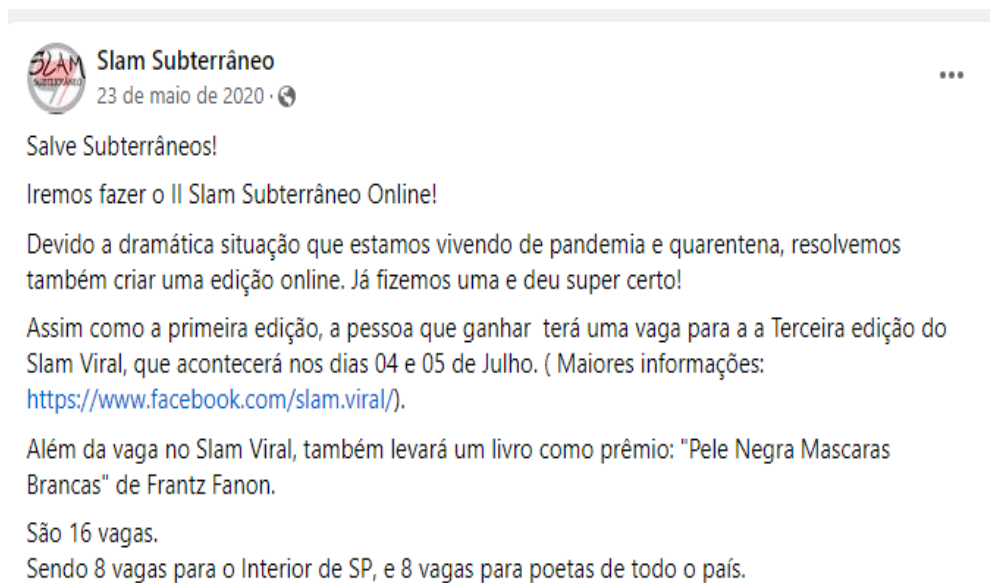 SLAM
SUBTERRÂNEO
Slam Subterrâneo
23 de maio de 2020 ·
Salve Subterrâneos!
Iremos fazer o II Slam Subterrâneo Online!
Devido a dramática situação que estamos vivendo de pandemia e quarentena, resolvemos
também criar uma edição online. Já fizemos uma e deu super certo!
Assim como a primeira edição, a pessoa que ganhar  terá uma vaga para a a Terceira edição do
Slam Viral, que acontecerá nos dias 04 e 05 de Julho. ( Maiores informações:
https://www.facebook.com/slam.viral/).
Além da vaga no Slam Viral, também levará um livro como prêmio: "Pele Negra Mascaras
Brancas" de Frantz Fanon.
São 16 vagas.
Sendo 8 vagas para o Interior de SP, e 8 vagas para poetas de todo o país.